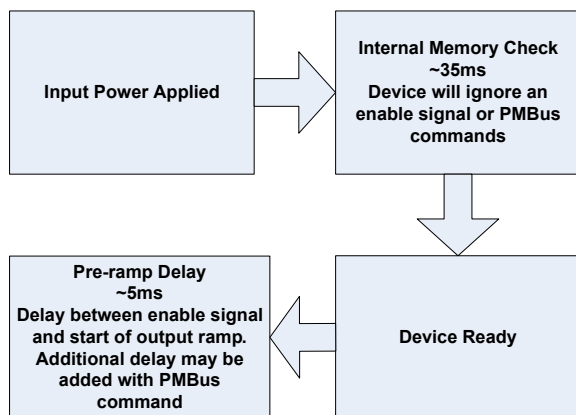 Input Power Applied
Internal Memory Check
~35ms
Device will ignore an
enable signal or PMBus
commands
Device Ready
Pre-ramp Delay
~5ms
Delay between enable signal
and start of output ramp.
Additional delay may be
added with PMBus
command